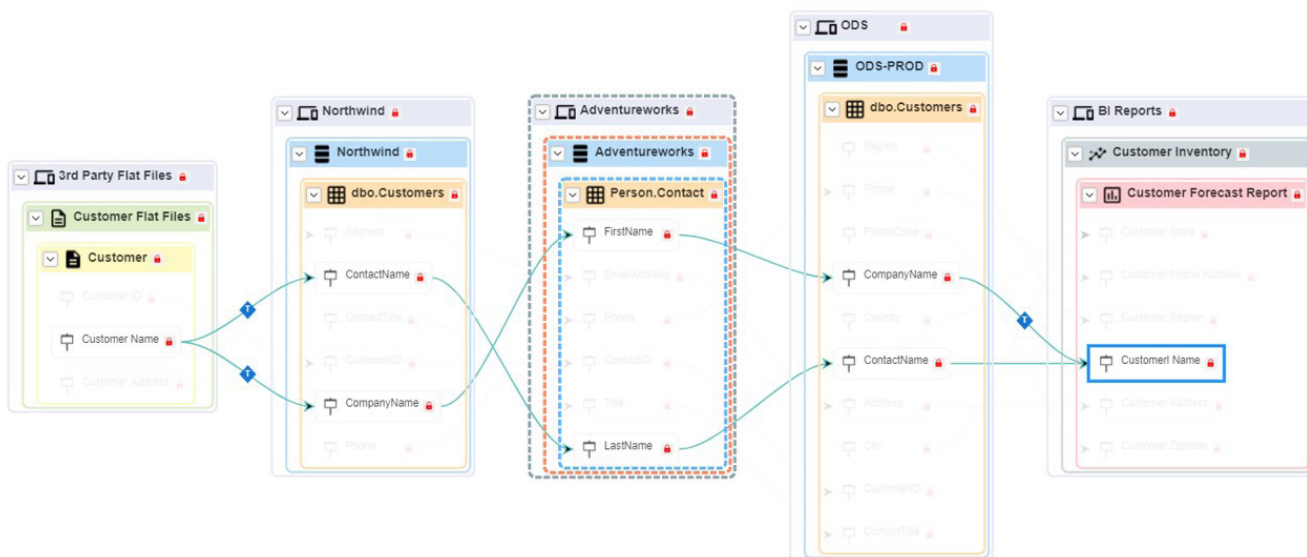 3rd Party Flat Files
Customer Flat Files
Customer
Customer ID
Customer Name
Customer Address
T
T
Northwind
Northwind
dbo.Customers
Address
ContactName
ContactTitle
CustomerID
CompanyName
Phone
Adventureworks
Adventureworks
Person.Contact
FirstName
EmailAddress
Phone
ContactID
Title
LastName
ODS
ODS-PROD
dbo.Customers
Region
Phone
PostalCode
CompanyName
Country
ContactName
Address
City
CustomerID
ContactTitle
T
BI Reports
Customer Inventory
Customer Forecast Report
Customer State
Customer Phone Number
Customer Region
Customerl Name
Customer Address
Customer Zipcode